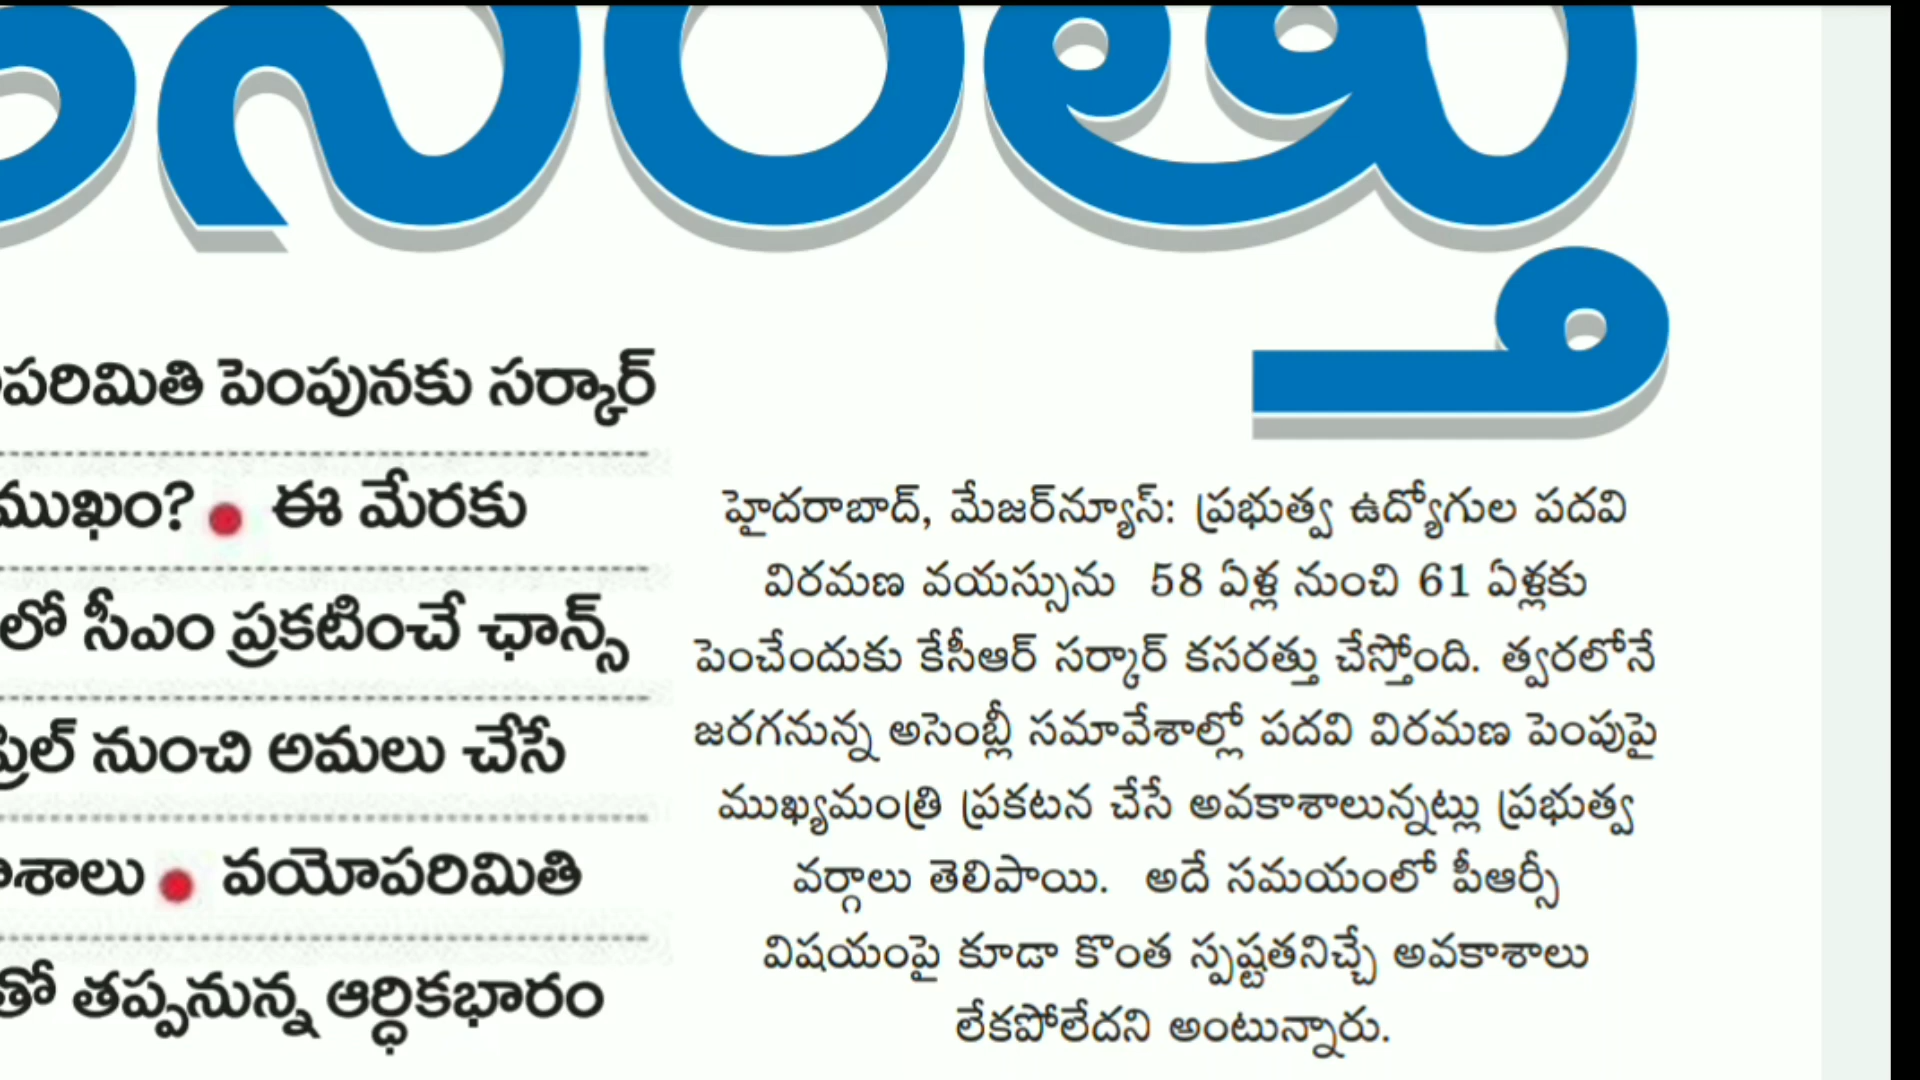 పరిమితి పెంపునకు సర్కార్
ముఖం? ● ఈ మేరకు
లో సీఎం ప్రకటించే ఛాన్స్
నుంచి అమలు చేసే
వయోపరిమితి
తప్పనున్న ఆర్ధికభారం
హైదరాబాద్, మేజర్‌న్యూస్: ప్రభుత్వ ఉద్యోగుల పదవి
విరమణ వయస్సును 58 ఏళ్ల నుంచి 61 ఏళ్లకు
పెంచేందుకు కేసీఆర్ సర్కార్ కసరత్తు చేస్తోంది. త్వరలోనే
జరగనున్న అసెంబ్లీ సమావేశాల్లో పదవి విరమణ పెంపుపై
ముఖ్యమంత్రి ప్రకటన చేసే అవకాశాలున్నట్లు ప్రభుత్వ
వర్గాలు తెలిపాయి. అదే సమయంలో పీఆర్సీ
విషయంపై కూడా కొంత స్పష్టతనిచ్చే అవకాశాలు
లేకపోలేదని అంటున్నారు.